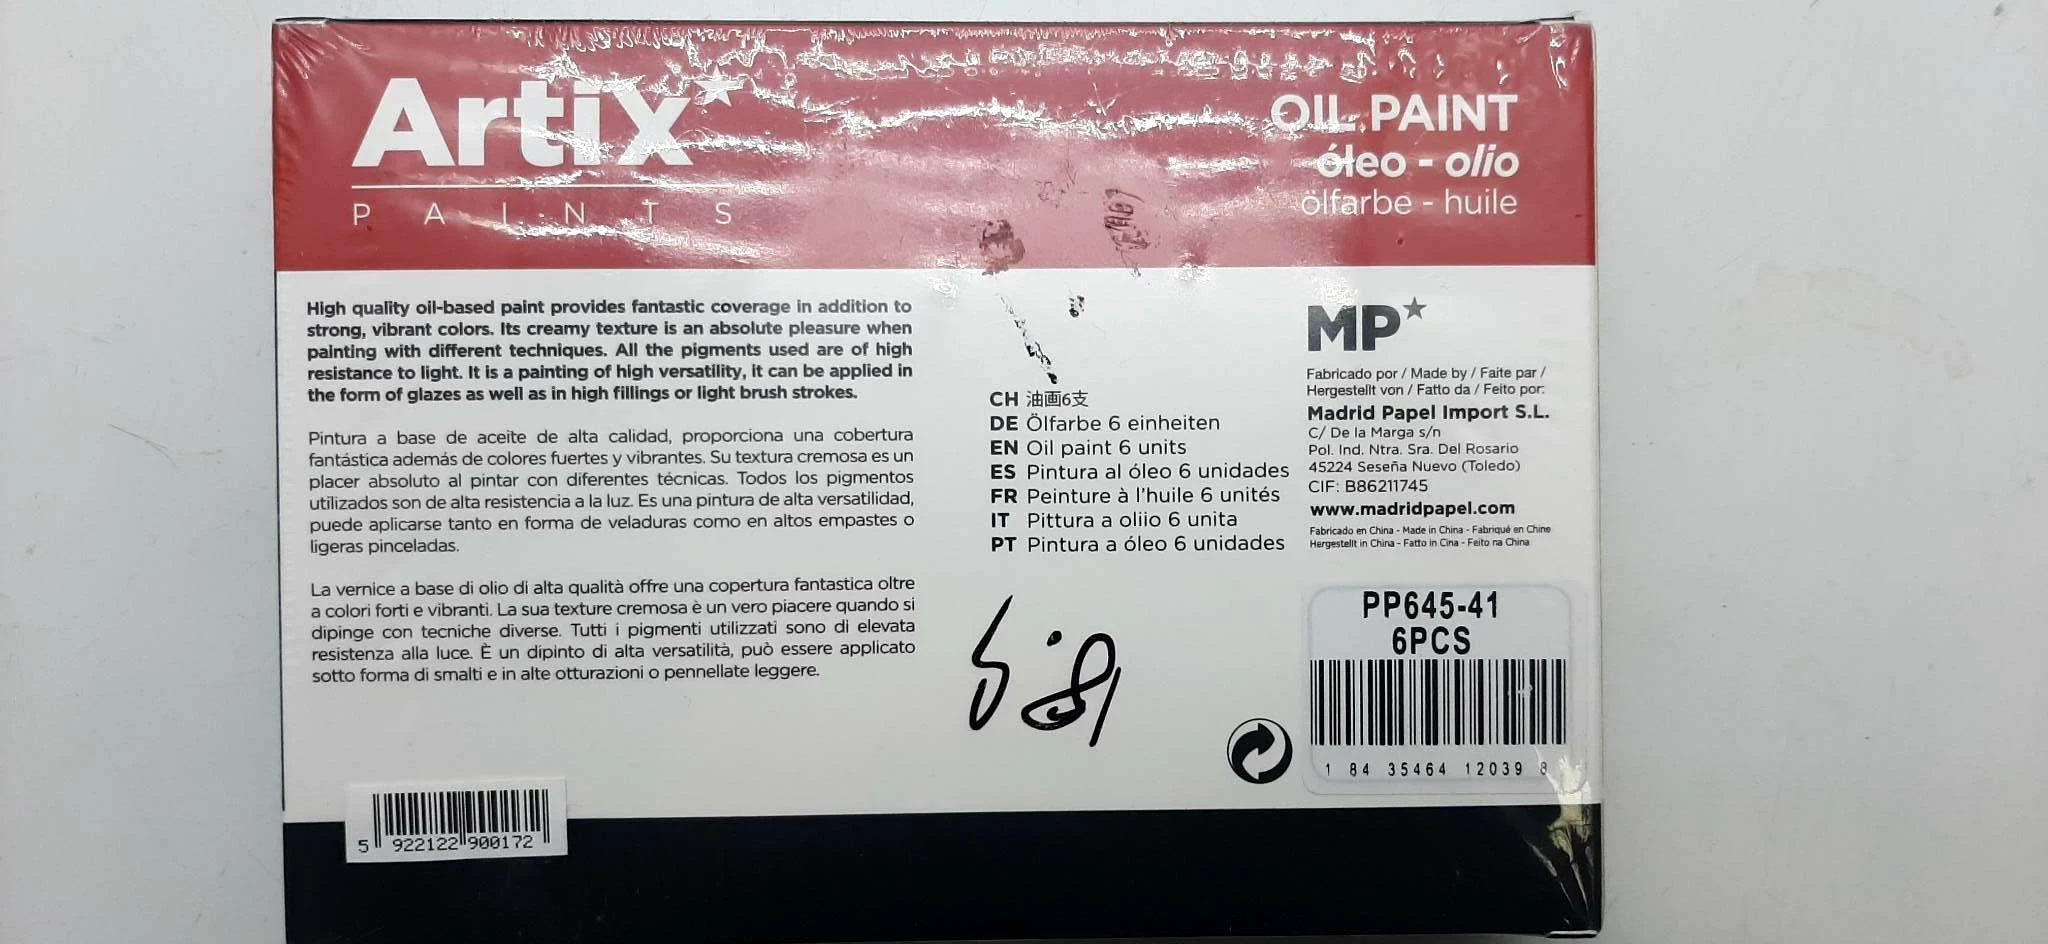 Artix
PAINTS
OIL PAINT
óleo - olio
ölfarbe - huile
High quality oil-based paint provides fantastic coverage in addition to
strong, vibrant colors. Its creamy texture is an absolute pleasure when
painting with different techniques. All the pigments used are of high
resistance to light. It is a painting of high versatility, it can be applied in
the form of glazes as well as in high fillings or light brush strokes.
Pintura a base de aceite de alta calidad, proporciona una cobertura
fantástica además de colores fuertes y vibrantes. Su textura cremosa es un
placer absoluto al pintar con diferentes técnicas. Todos los pigmentos
utilizados son de alta resistencia a la luz. Es una pintura de alta versatilidad,
puede aplicarse tanto en forma de veladuras como en altos empastes o
ligeras pinceladas.
La vernice a base di olio di alta qualità offre una copertura fantastica oltre
a colori forti e vibranti. La sua texture cremosa è un vero piacere quando si
dipinge con tecniche diverse. Tutti i pigmenti utilizzati sono di elevata
resistenza alla luce. È un dipinto di alta versatilità, può essere applicato
sotto forma di smalti e in alte otturazioni o pennellate leggere.
5 922122 900172
CH 油画6支
DE Ölfarbe 6 einheiten
EN Oil paint 6 units
ES Pintura al óleo 6 unidades
FR Peinture à l'huile 6 unités
IT Pittura a oliio 6 unita
PT Pintura a óleo 6 unidades
MP
Fabricado por / Made by / Faite par /
Hergestellt von / Fatto da / Feito por:
Madrid Papel Import S.L.
C/ De la Marga s/n
Pol. Ind. Ntra. Sra. Del Rosario
45224 Seseña Nuevo (Toledo)
CIF: B86211745
www.madridpapel.com
Fabricado en China - Made in China - Fabriqué en Chine
Hergestellt in China - Fatto in Cina - Feito na China
PP645-41
6PCS
1 84 35464 12039 8